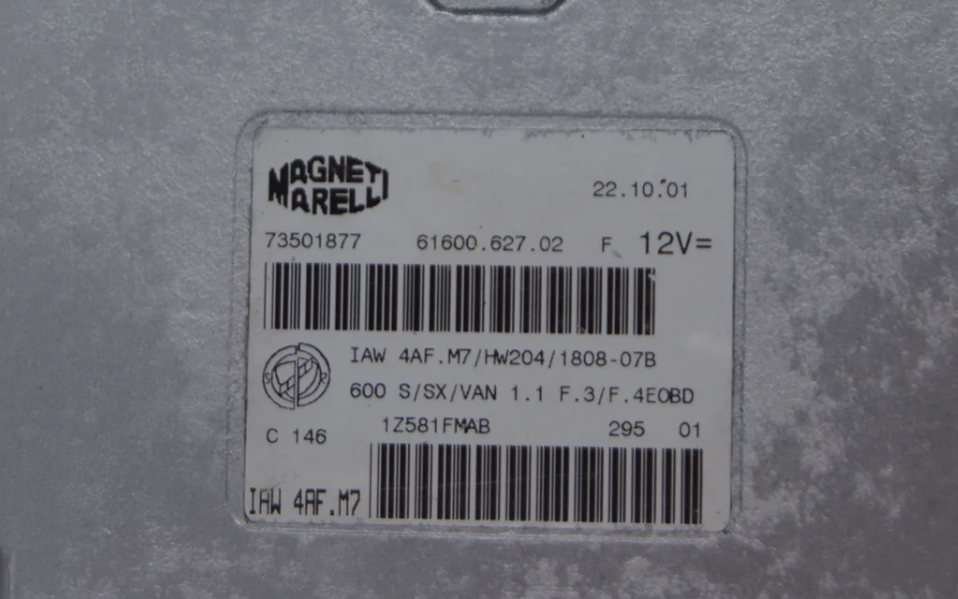 MAGNETI
MARELLI
22.10.01
73501877 61600.627.02 F 12V=
IAW 4AF.M7/HW204/1808-07B
600 S/SX/VAN 1.1 F.3/F.4EOBD
C 146 1Z581FMAB 295 01
IAW 4AF.M7